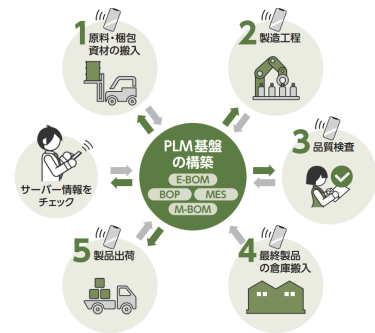 1 原料・梱包
資材の搬入
2 製造工程
PLM基盤
の構築
E-BOM
BOP MES
M-BOM
3 品質検査
サーバー情報を
チェック
5 製品出荷
4 最終製品
の倉庫搬入